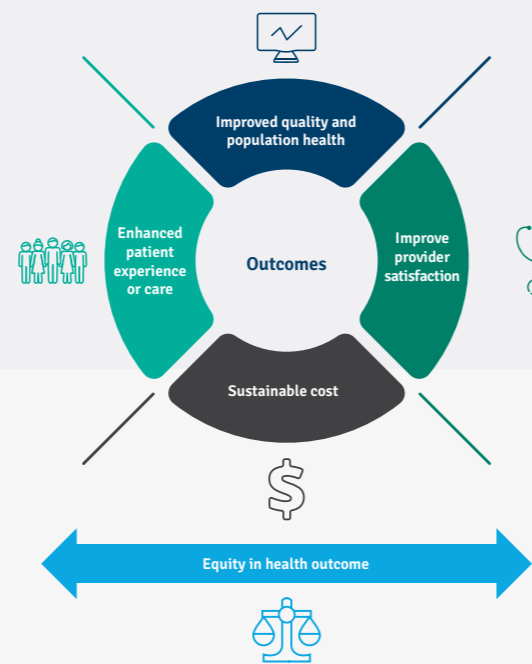 Improved quality and
population health
Enhanced
patient
experience
or care
Outcomes
Improve
provider
satisfaction
Sustainable cost
$
Equity in health outcome